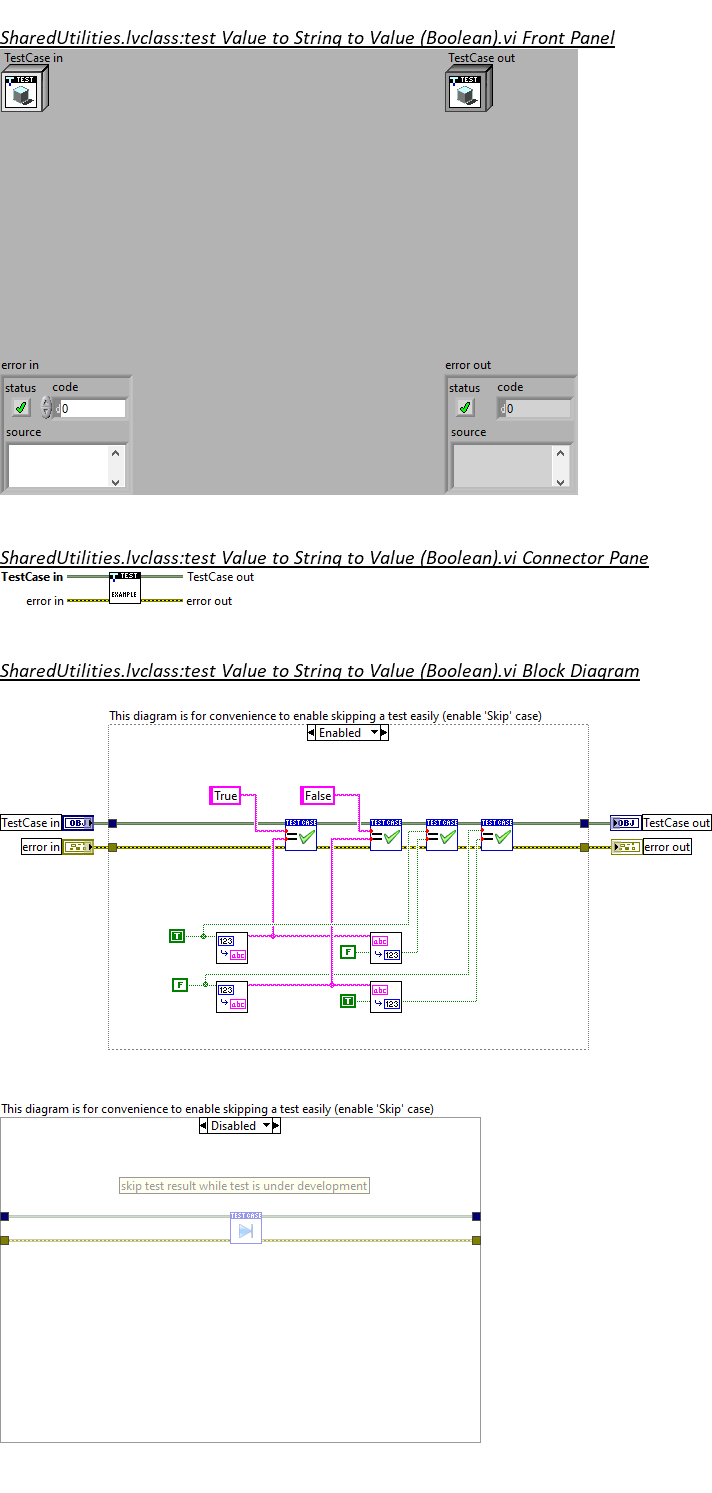 SharedUtilities.lvclass:test Value to String to Value (Boolean).vi Front Panel
TestCase in
TestCase out
TEST
TEST
error in
error out
status
code
status
code
d0
d0
source
source
SharedUtilities.lvclass:test Value to String to Value (Boolean).vi Connector Pane
TestCase in
TEST
TestCase out
error in
EXAMPLE
error out
SharedUtilities.lvclass:test Value to String to Value (Boolean).vi Block Diagram
This diagram is for convenience to enable skipping a test easily (enable 'Skip' case)
Enabled
True
False
TestCase in
OBJ
TEST CASE
TEST CASE
TEST CASE
TEST CASE
OBJ
TestCase out
error in
error out
T
123
abc
abc
123
F
F
123
abc
abc
123
T
This diagram is for convenience to enable skipping a test easily (enable 'Skip' case)
Disabled
skip test result while test is under development
TEST CASE